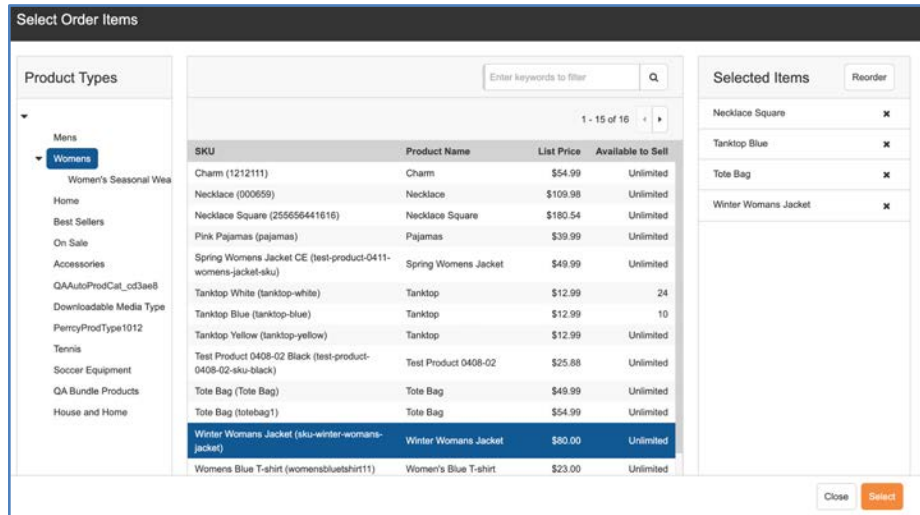 Select Order Items
Product Types
Mens
Womens
Women's Seasonal Wea
Home
Best Sellers
On Sale
Accessories
QAAutoProdCat_cd3ae8
Downloadable Media Type
PerrcyProdType1012
Tennis
Soccer Equipment
QA Bundle Products
House and Home
Enter keywords to filter
1 - 15 of 16
SKU Product Name List Price Available to Sell
Charm (1212111) Charm $54.99 Unlimited
Necklace (000659) Necklace $109.98 Unlimited
Necklace Square (255656441616) Necklace Square $180.54 Unlimited
Pink Pajamas (pajamas) Pajamas $39.99 Unlimited
Spring Womens Jacket CE (test-product-0411-
womens-jacket-sku) Spring Womens Jacket $49.99 Unlimited
Tanktop White (tanktop-white) Tanktop $12.99 24
Tanktop Blue (tanktop-blue) Tanktop $12.99 10
Tanktop Yellow (tanktop-yellow) Tanktop $12.99 Unlimited
Test Product 0408-02 Black (test-product-
0408-02-sku-black) Test Product 0408-02 $25.88 Unlimited
Tote Bag (Tote Bag) Tote Bag $49.99 Unlimited
Tote Bag (totebag1) Tote Bag $54.99 Unlimited
Winter Womans Jacket (sku-winter-womans-
jacket) Winter Womans Jacket $80.00 Unlimited
Womens Blue T-shirt (womensbluetshirt11) Women's Blue T-shirt $23.00 Unlimited
Selected Items Reorder
Necklace Square
Tanktop Blue
Tote Bag
Winter Womans Jacket
Close Select